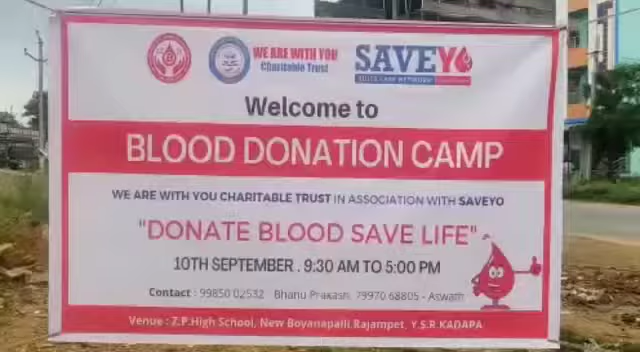 WE ARE WITH YOU
Charitable Trust
SAVEYO
Welcome to
BLOOD DONATION CAMP
WE ARE WITH YOU CHARITABLE TRUST IN ASSOCIATION WITH SAVEYO
"DONATE BLOOD SAVE LIFE"
10TH SEPTEMBER . 9:30 AM TO 5:00 PM
Contact : 99850 02532 Bhanu Prakash, 79970 68805 - Aswam
Venue : Z.P.High School, New Boyanapalli, Rajampet, Y.S.R.KADAPA